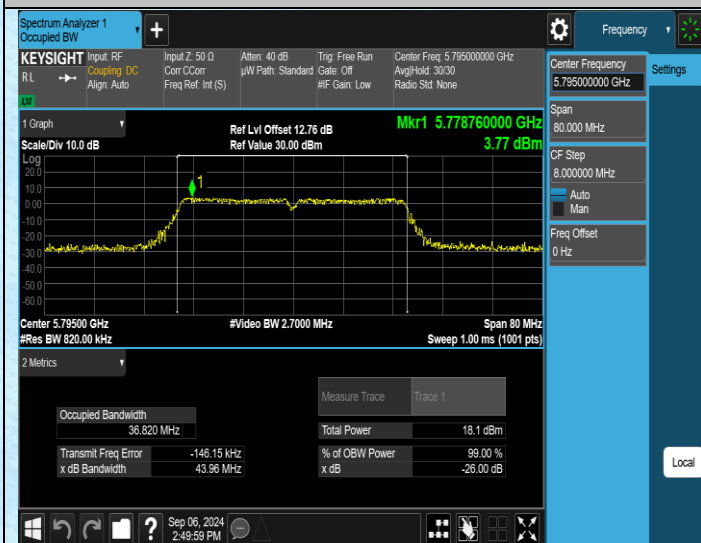 Spectrum Analyzer 1
Occupied BW
Frequency
KEYSIGHT
RL
Input: RF
Coupling: DC
Align: Auto
Input Z: 50 Ω
Corr CCorr
Freq Ref: Int (S)
Atten: 40 dB
µW Path: Standard
Trig: Free Run
Gate: Off
#IF Gain: Low
Center Freq: 5.795000000 GHz
Avg|Hold: 30/30
Radio Std: None
Center Frequency
5.795000000 GHz
Settings
Span
80.000 MHz
CF Step
8.000000 MHz
Auto
Man
Freq Offset
0 Hz
1 Graph
Scale/Div 10.0 dB
Ref Lvl Offset 12.76 dB
Ref Value 30.00 dBm
Mkr1 5.778760000 GHz
3.77 dBm
Log
20.0
10.0
0.00
-10.0
-20.0
-30.0
-40.0
-50.0
-60.0
1
Center 5.79500 GHz
#Res BW 820.00 kHz
#Video BW 2.7000 MHz
Span 80 MHz
Sweep 1.00 ms (1001 pts)
2 Metrics
Measure Trace
Trace 1
Occupied Bandwidth
36.820 MHz
Total Power
18.1 dBm
Transmit Freq Error
-146.15 kHz
% of OBW Power
99.00 %
x dB Bandwidth
43.96 MHz
x dB
-26.00 dB
Local
?
Sep 06, 2024
2:49:59 PM